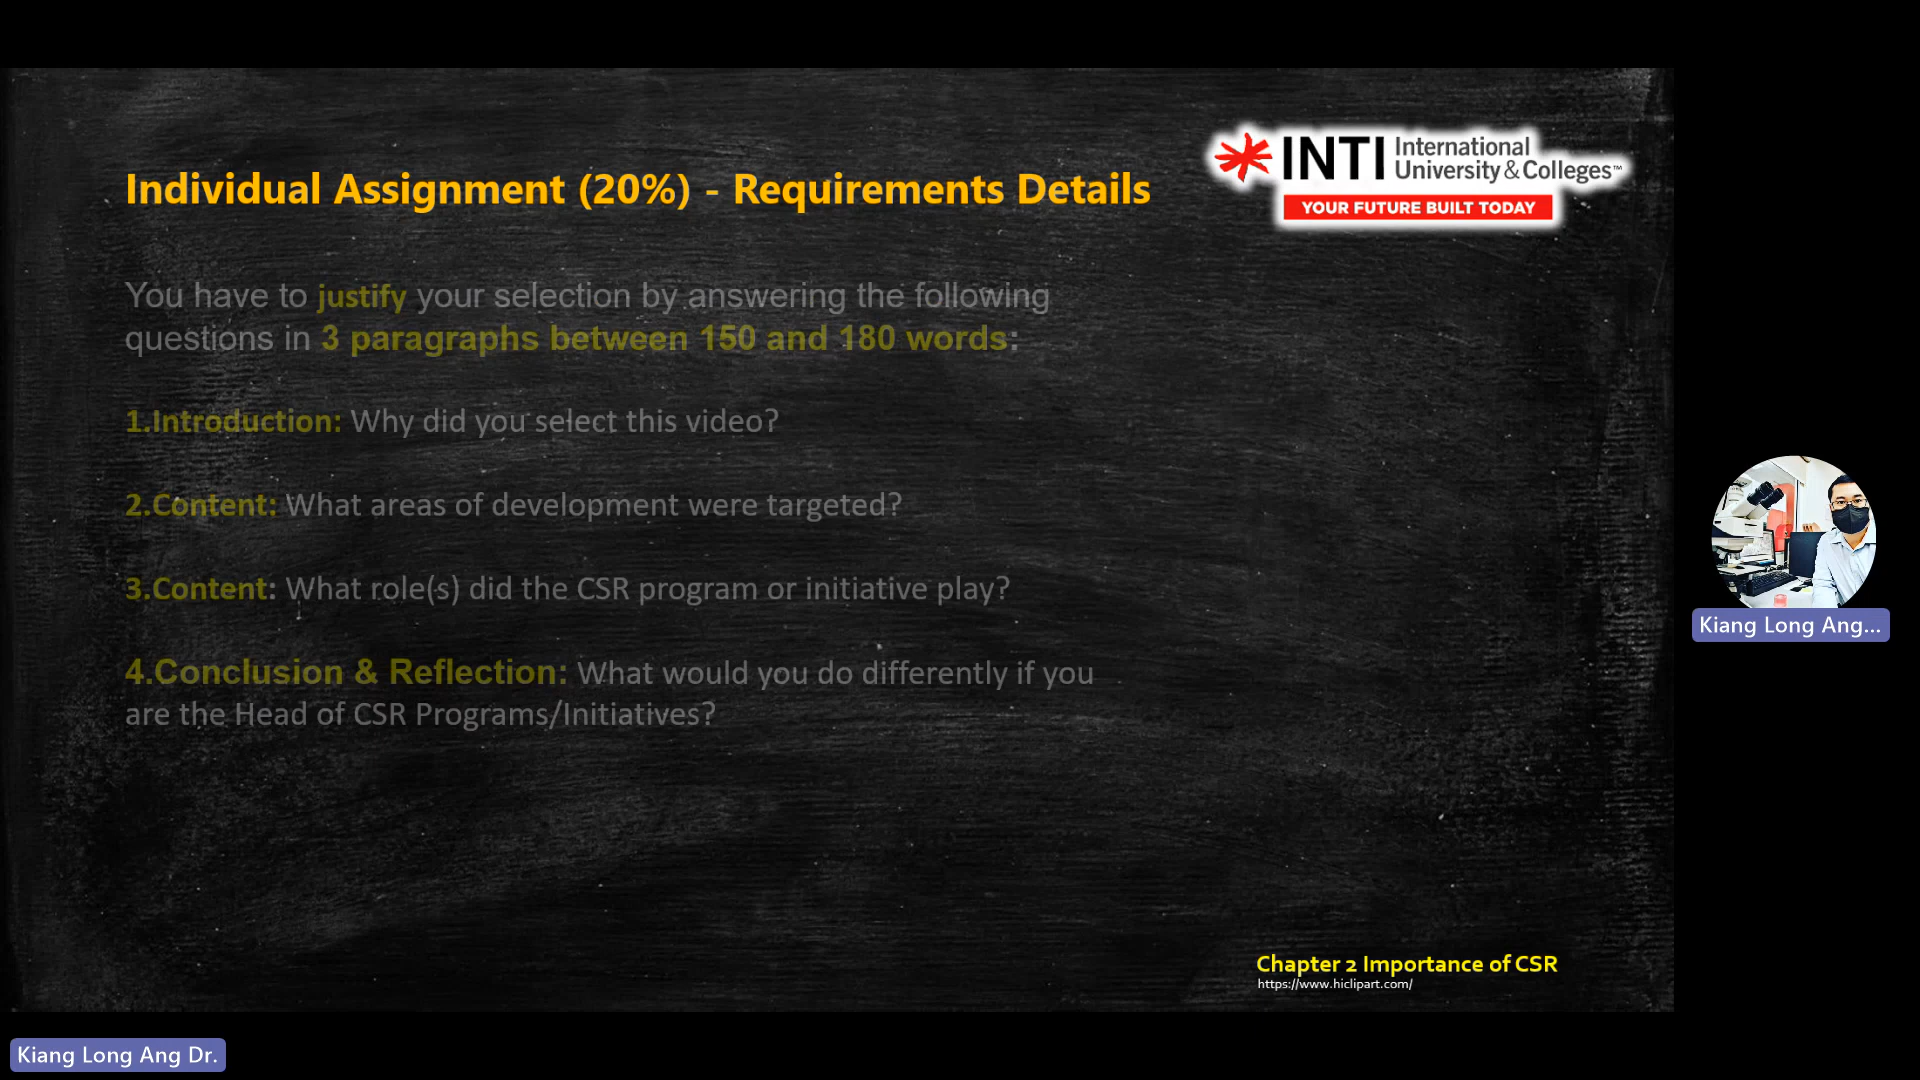 Individual Assignment (20%) - Requirements Details
INTI International
University & Colleges™
YOUR FUTURE BUILT TODAY
You have to justify your selection by answering the following
questions in 3 paragraphs between 150 and 180 words:
1.Introduction: Why did you select this video?
2.Content: What areas of development were targeted?
3.Content: What role(s) did the CSR program or initiative play?
4.Conclusion & Reflection: What would you do differently if you
are the Head of CSR Programs/Initiatives?
Kiang Long Ang...
Chapter 2 Importance of CSR
https://www.hiclipart.com/
Kiang Long Ang Dr.